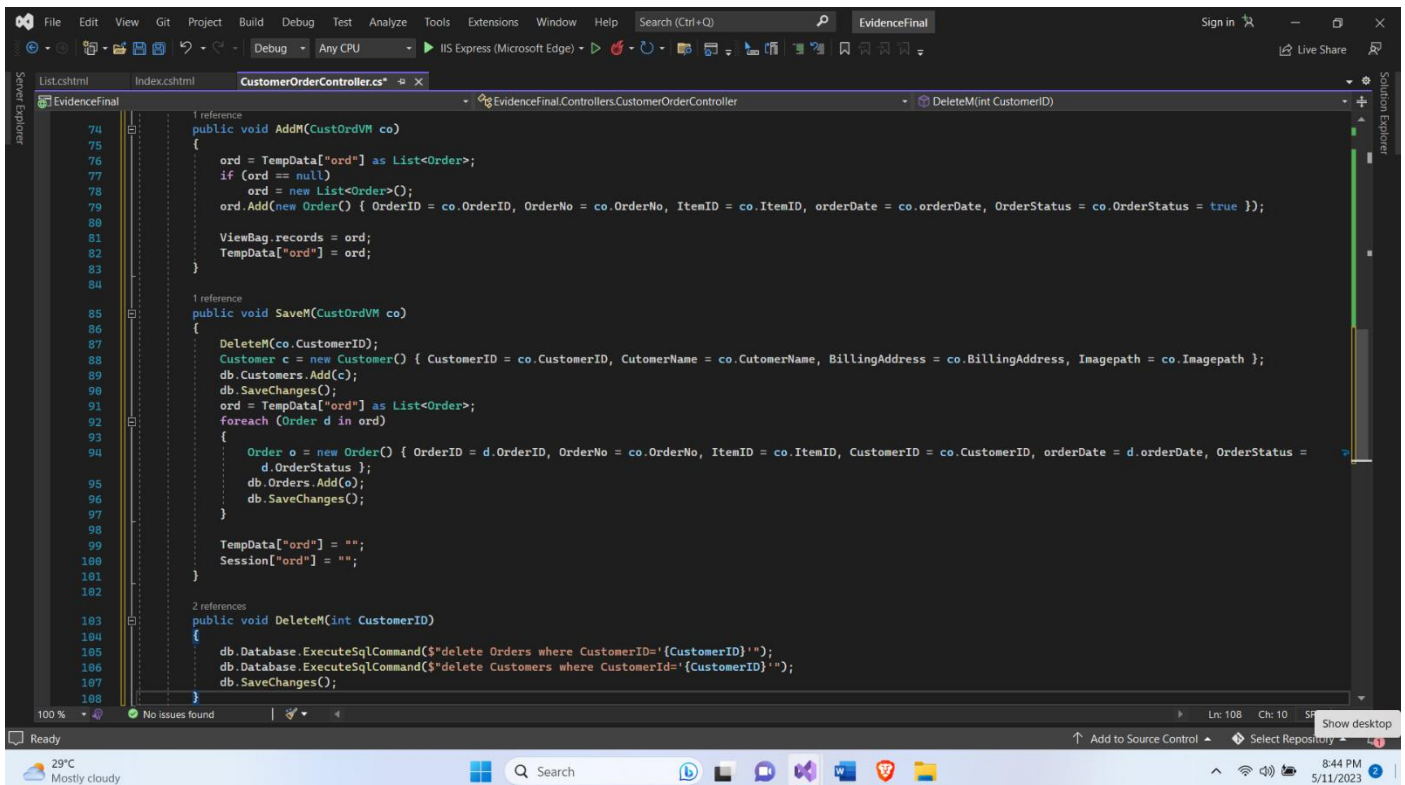 File Edit View Git Project Build Debug Test Analyze Tools Extensions Window Help Search (Ctrl+Q) EvidenceFinal Sign in
Debug Any CPU IIS Express (Microsoft Edge) Live Share
Server Explorer
Solution Explorer
List.cshtml Index.cshtml CustomerOrderController.cs*
EvidenceFinal EvidenceFinal.Controllers.CustomerOrderController DeleteM(int CustomerID)
1 reference
74 public void AddM(CustOrdVM co)
75 {
76 ord = TempData["ord"] as List<Order>;
77 if (ord == null)
78 ord = new List<Order>();
79 ord.Add(new Order() { OrderID = co.OrderID, OrderNo = co.OrderNo, ItemID = co.ItemID, orderDate = co.orderDate, OrderStatus = co.OrderStatus = true });
80
81 ViewBag.records = ord;
82 TempData["ord"] = ord;
83 }
84
1 reference
85 public void SaveM(CustOrdVM co)
86 {
87 DeleteM(co.CustomerID);
88 Customer c = new Customer() { CustomerID = co.CustomerID, CutomerName = co.CutomerName, BillingAddress = co.BillingAddress, Imagepath = co.Imagepath };
89 db.Customers.Add(c);
90 db.SaveChanges();
91 ord = TempData["ord"] as List<Order>;
92 foreach (Order d in ord)
93 {
94 Order o = new Order() { OrderID = d.OrderID, OrderNo = co.OrderNo, ItemID = co.ItemID, CustomerID = co.CustomerID, orderDate = d.orderDate, OrderStatus =
d.OrderStatus };
95 db.Orders.Add(o);
96 db.SaveChanges();
97 }
98
99 TempData["ord"] = "";
100 Session["ord"] = "";
101 }
102
2 references
103 public void DeleteM(int CustomerID)
104 {
105 db.Database.ExecuteSqlCommand($"delete Orders where CustomerID='{CustomerID}'");
106 db.Database.ExecuteSqlCommand($"delete Customers where CustomerId='{CustomerID}'");
107 db.SaveChanges();
108 }
100 % No issues found Ln: 108 Ch: 10
Show desktop
Ready Add to Source Control Select Repository 1
29°C
Mostly cloudy
Search
8:44 PM
5/11/2023 2